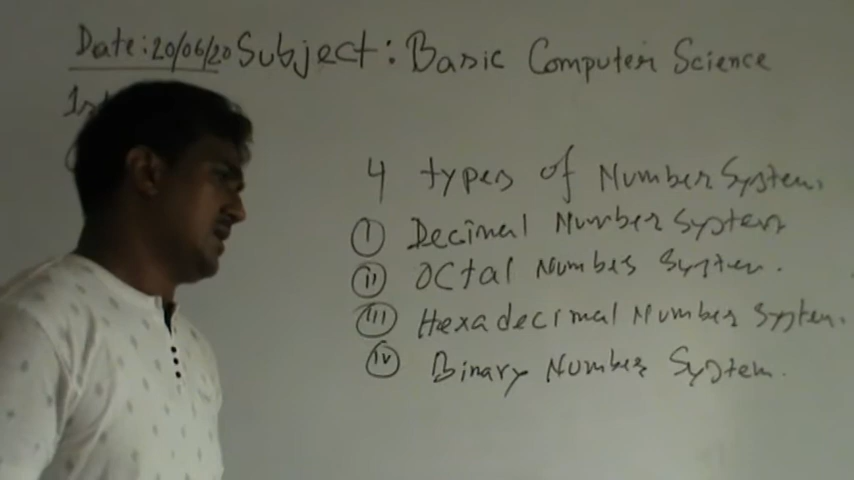 Date: 20/06/20 Subject: Basic Computer Science
4 types of Number System.
(i) Decimal Number System
(ii) Octal Number System.
(iii) Hexadecimal Number System.
(iv) Binary Number System.